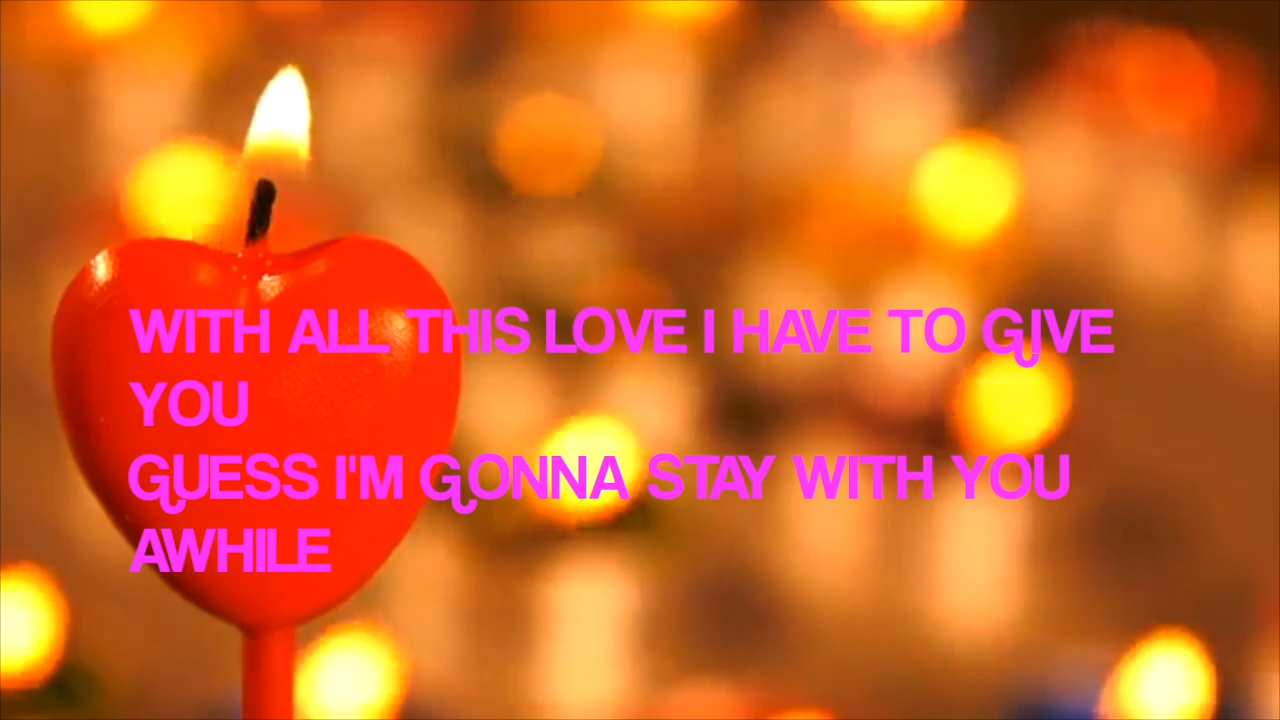 WITH ALL THIS LOVE I HAVE TO GIVE
YOU
GUESS I'M GONNA STAY WITH YOU
AWHILE